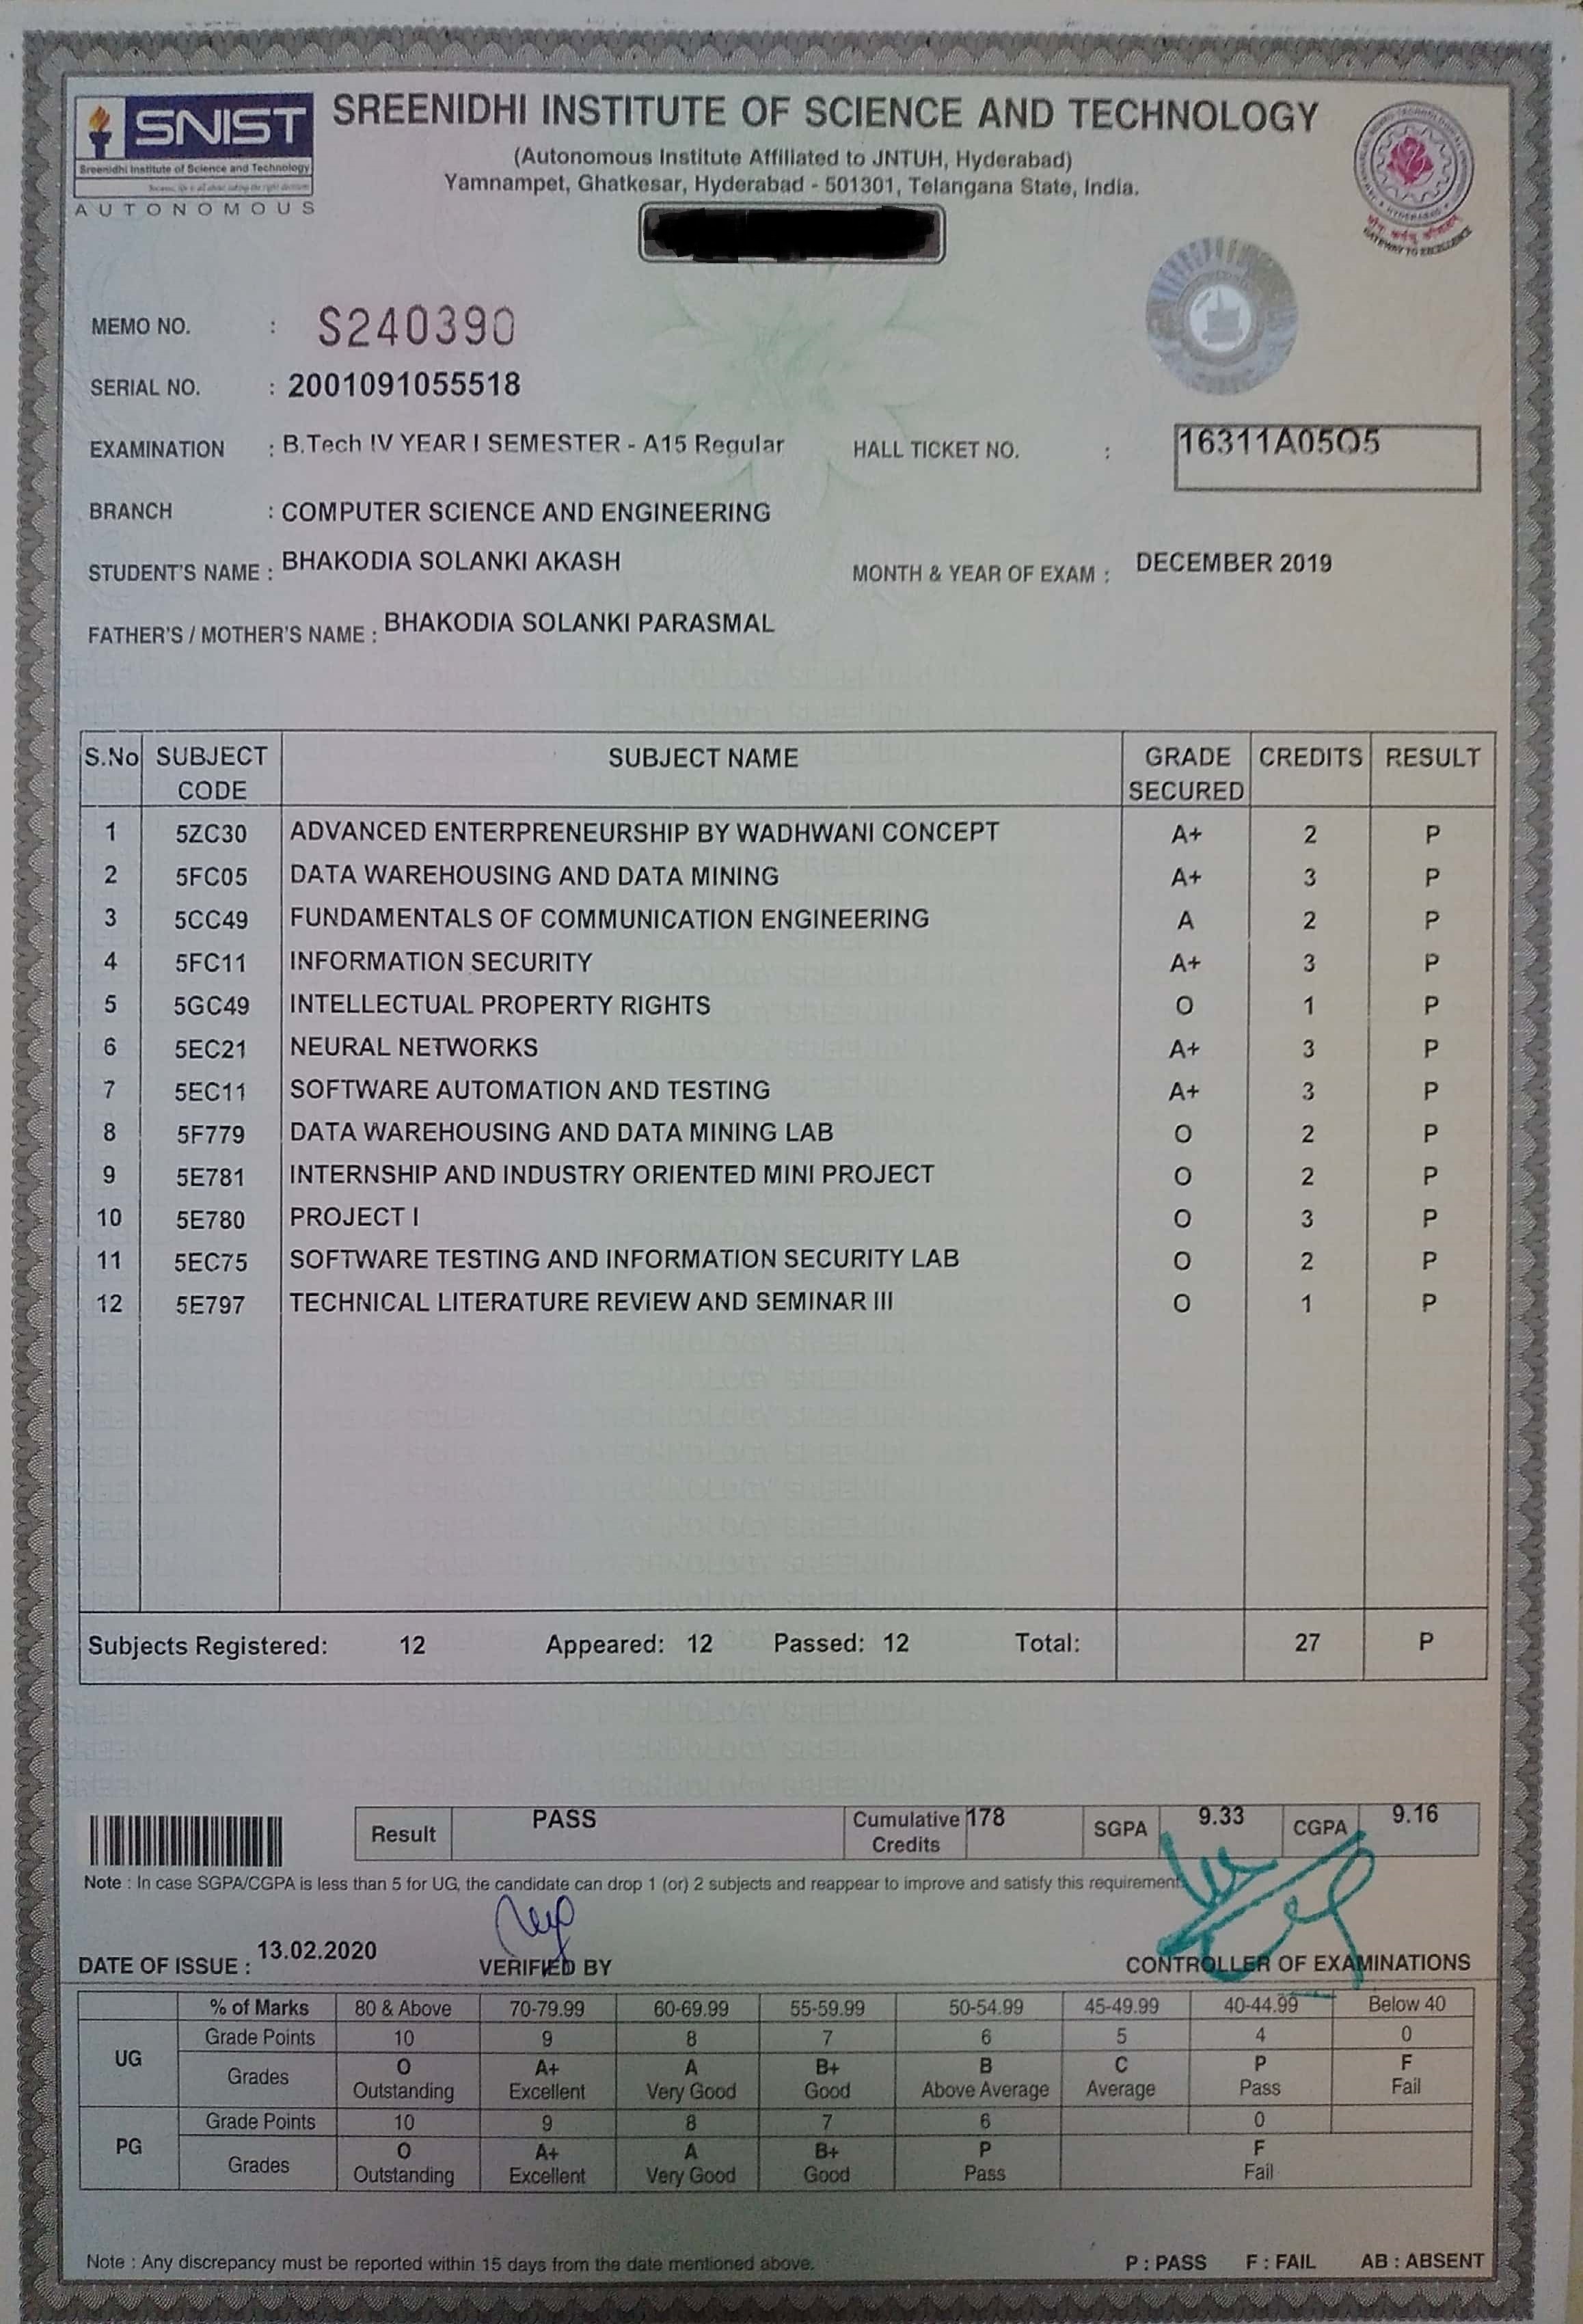 SNIST
Sreenidhi Institute of Science and Technology
AUTONOMOUS
SREENIDHI INSTITUTE OF SCIENCE AND TECHNOLOGY
(Autonomous Institute Affiliated to JNTUH, Hyderabad)
Yamnampet, Ghatkesar, Hyderabad - 501301, Telangana State, India.
HYDERABAD
GATEWAY TO EXCELLENCE
MEMO NO. : S240390
SERIAL NO. : 2001091055518
EXAMINATION : B.Tech IV YEAR I SEMESTER - A15 Regular HALL TICKET NO. : 16311A05Q5
BRANCH : COMPUTER SCIENCE AND ENGINEERING
STUDENT'S NAME : BHAKODIA SOLANKI AKASH MONTH & YEAR OF EXAM : DECEMBER 2019
FATHER'S / MOTHER'S NAME : BHAKODIA SOLANKI PARASMAL
S.No SUBJECT CODE SUBJECT NAME GRADE SECURED CREDITS RESULT
1 5ZC30 ADVANCED ENTERPRENEURSHIP BY WADHWANI CONCEPT A+ 2 P
2 5FC05 DATA WAREHOUSING AND DATA MINING A+ 3 P
3 5CC49 FUNDAMENTALS OF COMMUNICATION ENGINEERING A 2 P
4 5FC11 INFORMATION SECURITY A+ 3 P
5 5GC49 INTELLECTUAL PROPERTY RIGHTS O 1 P
6 5EC21 NEURAL NETWORKS A+ 3 P
7 5EC11 SOFTWARE AUTOMATION AND TESTING A+ 3 P
8 5F779 DATA WAREHOUSING AND DATA MINING LAB O 2 P
9 5E781 INTERNSHIP AND INDUSTRY ORIENTED MINI PROJECT O 2 P
10 5E780 PROJECT I O 3 P
11 5EC75 SOFTWARE TESTING AND INFORMATION SECURITY LAB O 2 P
12 5E797 TECHNICAL LITERATURE REVIEW AND SEMINAR III O 1 P
Subjects Registered: 12 Appeared: 12 Passed: 12 Total: 27 P
Result PASS Cumulative Credits 178 SGPA 9.33 CGPA 9.16
Note : In case SGPA/CGPA is less than 5 for UG, the candidate can drop 1 (or) 2 subjects and reappear to improve and satisfy this requirement.
DATE OF ISSUE : 13.02.2020 VERIFIED BY CONTROLLER OF EXAMINATIONS
% of Marks 80 & Above 70-79.99 60-69.99 55-59.99 50-54.99 45-49.99 40-44.99 Below 40
UG Grade Points 10 9 8 7 6 5 4 0
Grades O A+ A B+ B C P F
Outstanding Excellent Very Good Good Above Average Average Pass Fail
PG Grade Points 10 9 8 7 6 0
Grades O A+ A B+ P F
Outstanding Excellent Very Good Good Pass Fail
Note : Any discrepancy must be reported within 15 days from the date mentioned above. P : PASS F : FAIL AB : ABSENT